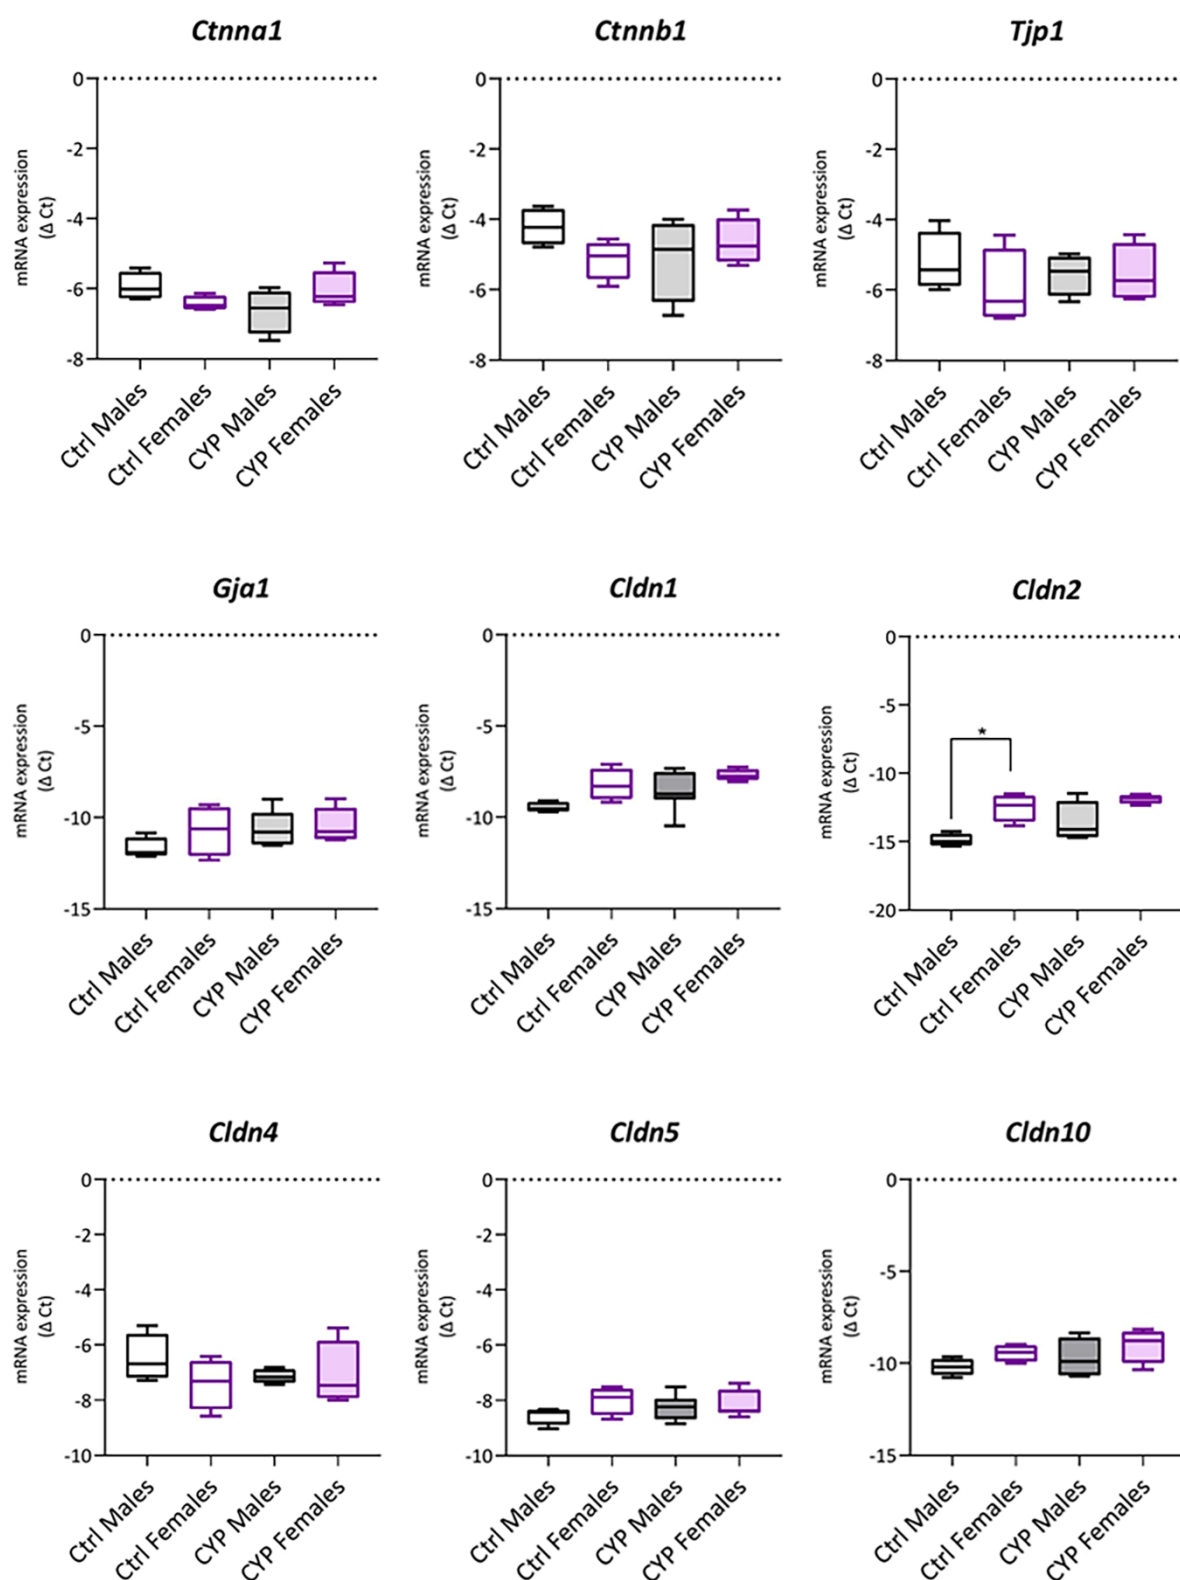 Ctnna1
Ctnnb1
Tjp1
mRNA expression
(Δ Ct)
0
-2
-4
-6
-8
Ctrl Males
Ctrl Females
CYP Males
CYP Females
mRNA expression
(Δ Ct)
0
-2
-4
-6
-8
Ctrl Males
Ctrl Females
CYP Males
CYP Females
mRNA expression
(Δ Ct)
0
-2
-4
-6
-8
Ctrl Males
Ctrl Females
CYP Males
CYP Females
Gja1
Cldn1
Cldn2
mRNA expression
(Δ Ct)
0
-5
-10
-15
Ctrl Males
Ctrl Females
CYP Males
CYP Females
mRNA expression
(Δ Ct)
0
-5
-10
-15
Ctrl Males
Ctrl Females
CYP Males
CYP Females
mRNA expression
(Δ Ct)
0
-5
-10
-15
-20
*
Ctrl Males
Ctrl Females
CYP Males
CYP Females
Cldn4
Cldn5
Cldn10
mRNA expression
(Δ Ct)
0
-2
-4
-6
-8
-10
Ctrl Males
Ctrl Females
CYP Males
CYP Females
mRNA expression
(Δ Ct)
0
-2
-4
-6
-8
-10
Ctrl Males
Ctrl Females
CYP Males
CYP Females
mRNA expression
(Δ Ct)
0
-5
-10
-15
Ctrl Males
Ctrl Females
CYP Males
CYP Females